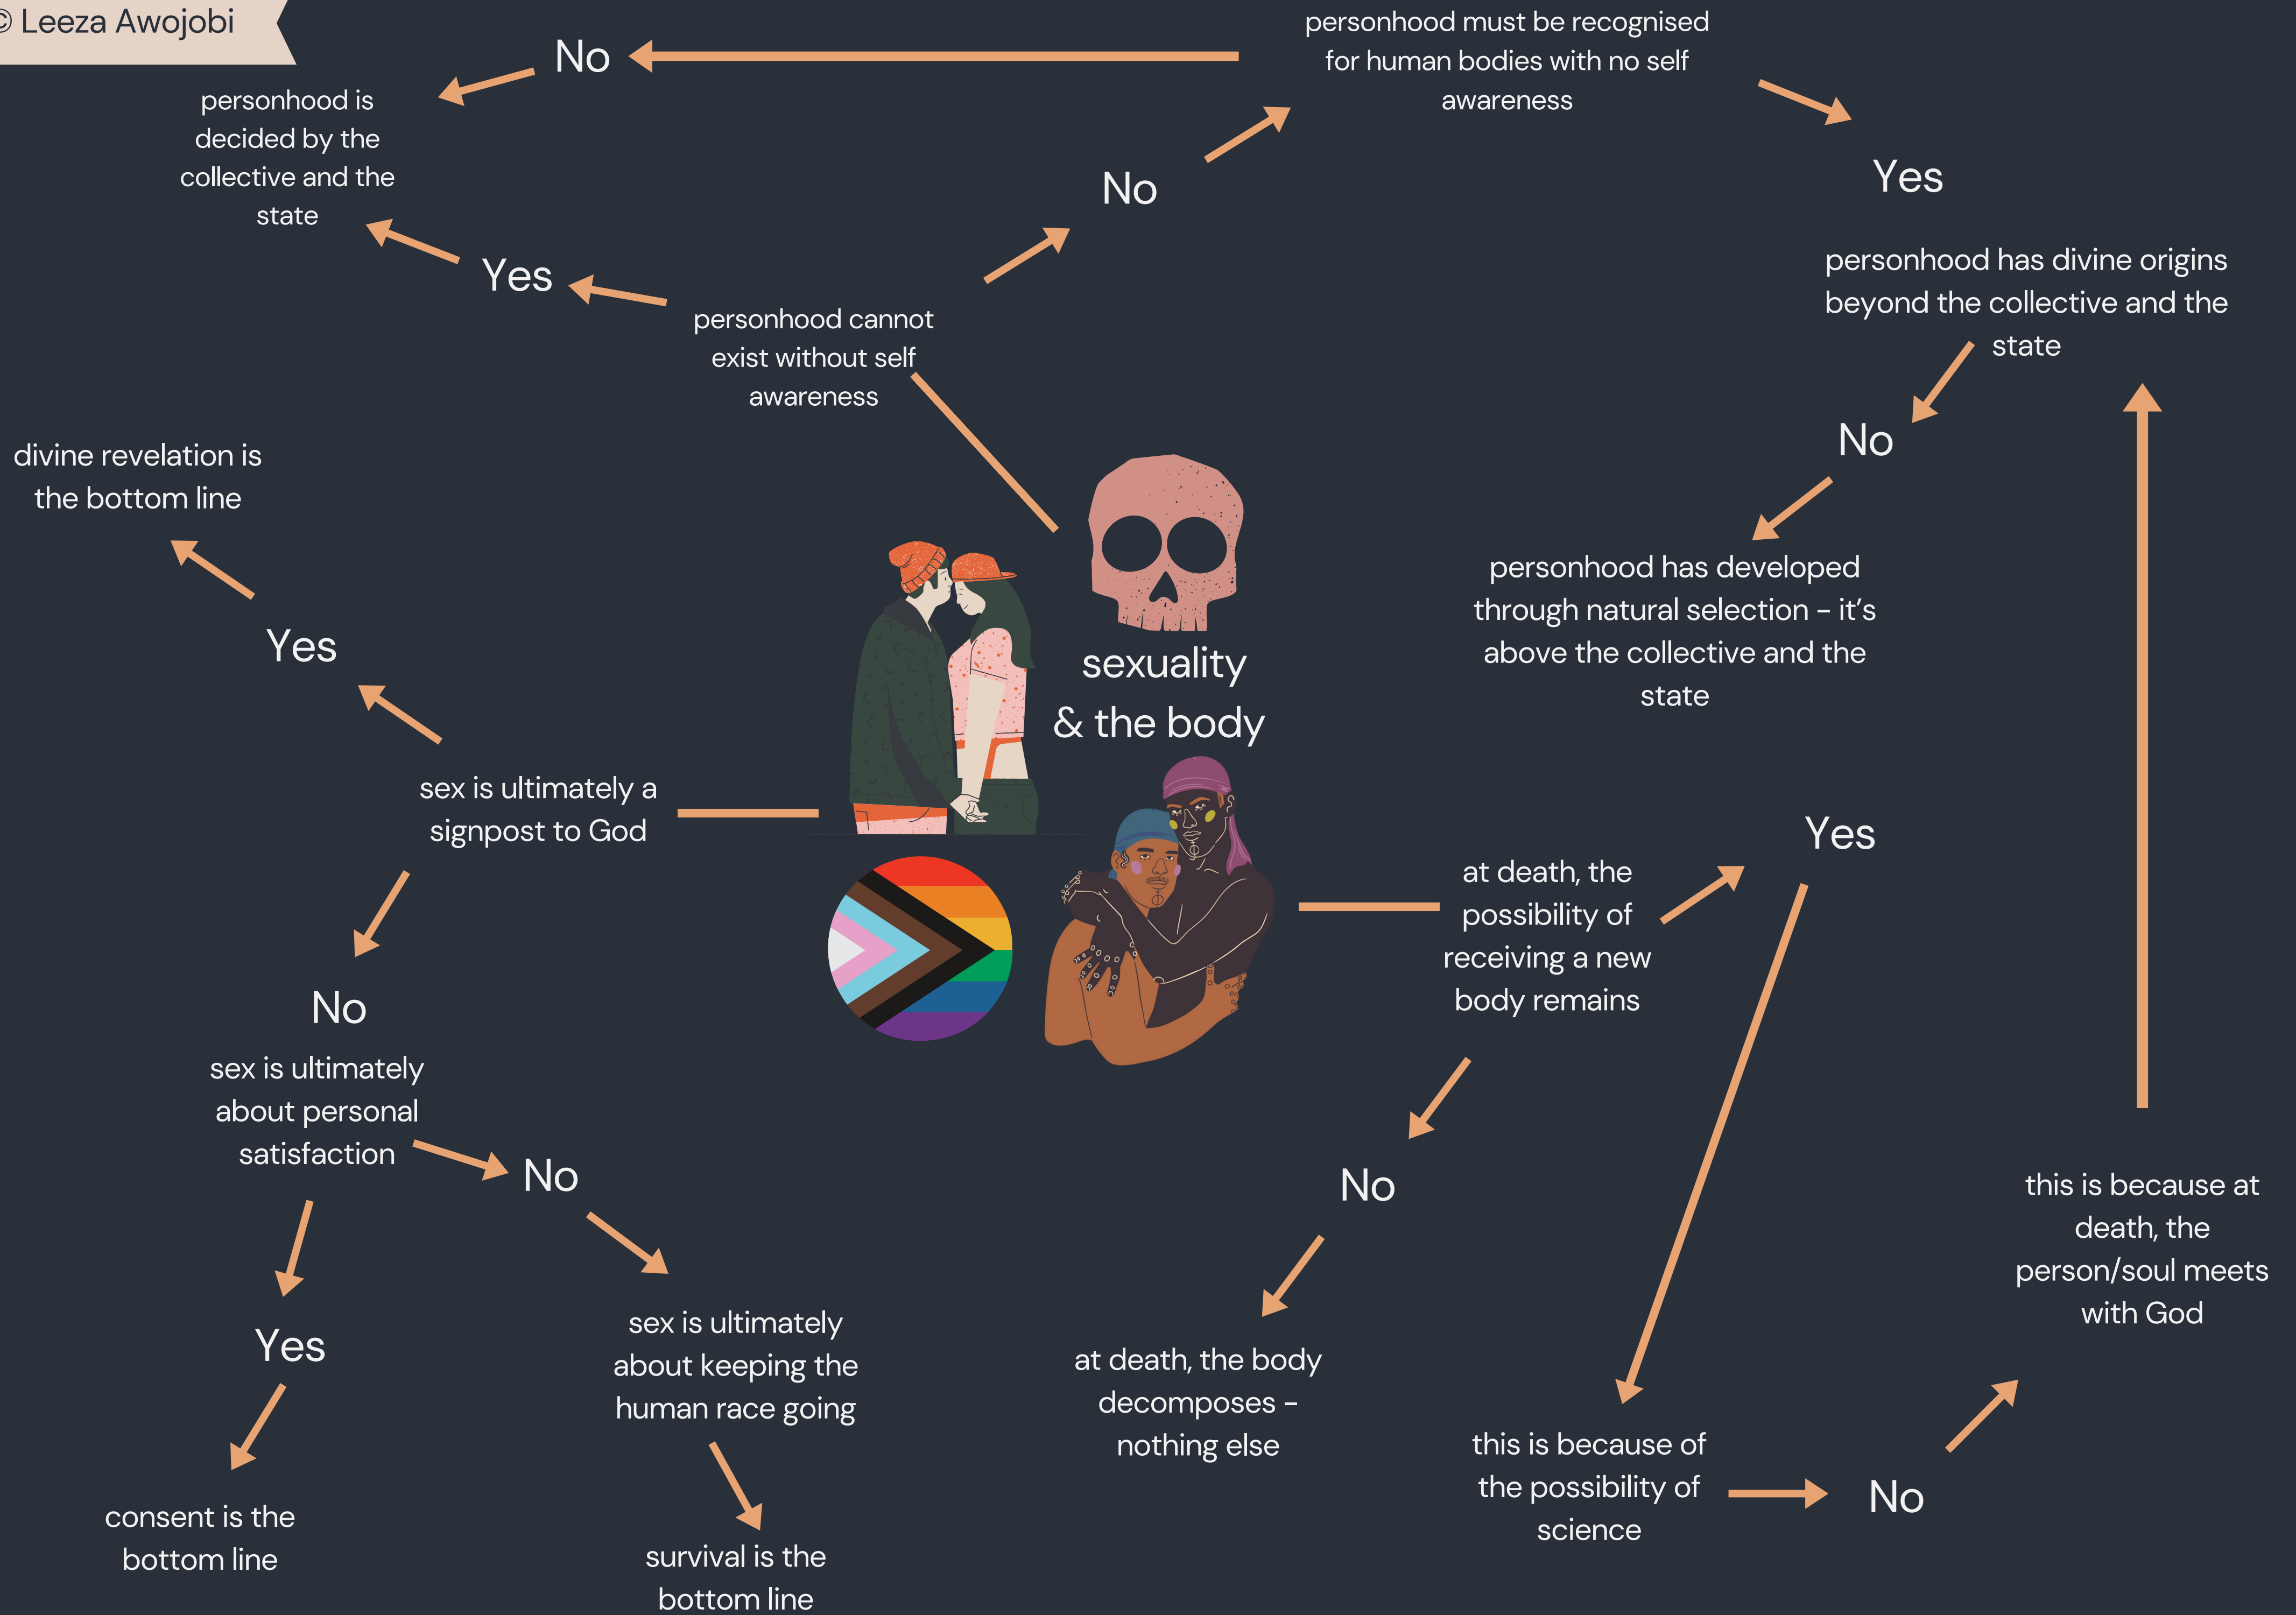 © Leeza Awojobi
personhood must be recognised
for human bodies with no self
awareness
No
personhood is
decided by the
collective and the
state
No
Yes
Yes
personhood has divine origins
beyond the collective and the
state
personhood cannot
exist without self
awareness
No
divine revelation is
the bottom line
personhood has developed
through natural selection – it's
above the collective and the
state
Yes
sexuality
& the body
sex is ultimately a
signpost to God
Yes
at death, the
possibility of
receiving a new
body remains
No
sex is ultimately
about personal
satisfaction
No
No
this is because at
death, the
person/soul meets
with God
Yes
sex is ultimately
about keeping the
human race going
at death, the body
decomposes –
nothing else
this is because of
the possibility of
science
No
consent is the
bottom line
survival is the
bottom line